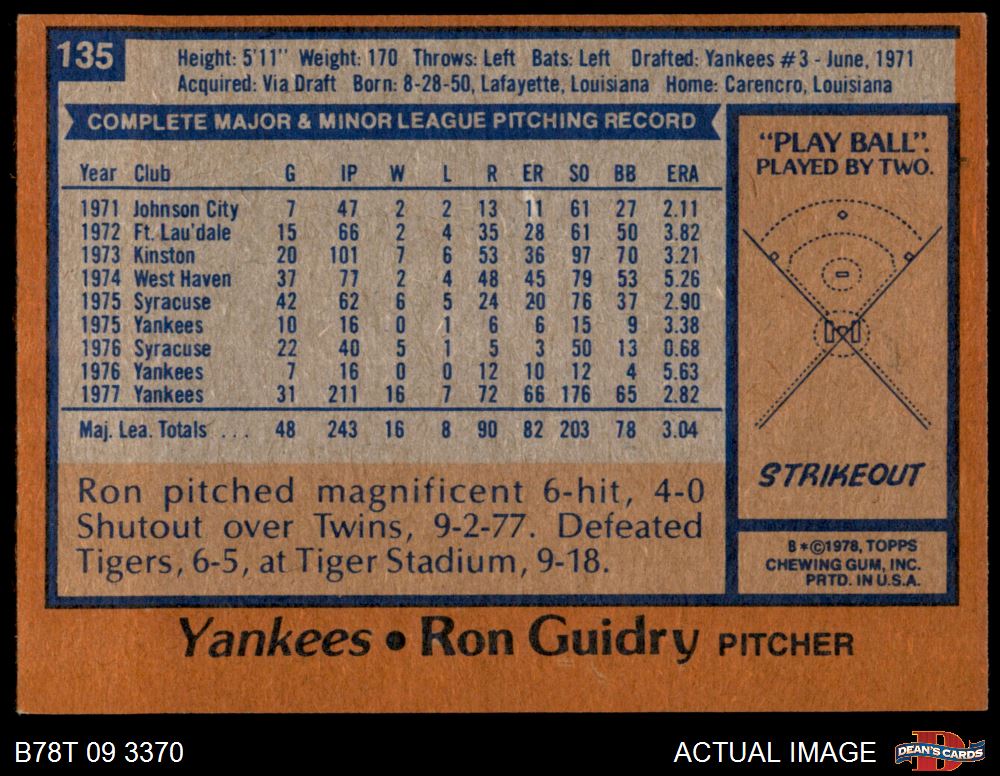 135
Height: 5'11" Weight: 170 Throws: Left Bats: Left Drafted: Yankees #3 - June, 1971
Acquired: Via Draft Born: 8-28-50, Lafayette, Louisiana Home: Carencro, Louisiana
COMPLETE MAJOR & MINOR LEAGUE PITCHING RECORD
Year Club G IP W L R ER SO BB ERA
1971 Johnson City 7 47 2 2 13 11 61 27 2.11
1972 Ft. Lau'dale 15 66 2 4 35 28 61 50 3.82
1973 Kinston 20 101 7 6 53 36 97 70 3.21
1974 West Haven 37 77 2 4 48 45 79 53 5.26
1975 Syracuse 42 62 6 5 24 20 76 37 2.90
1975 Yankees 10 16 0 1 6 6 15 9 3.38
1976 Syracuse 22 40 5 1 5 3 50 13 0.68
1976 Yankees 7 16 0 0 12 10 12 4 5.63
1977 Yankees 31 211 16 7 72 66 176 65 2.82
Maj. Lea. Totals ... 48 243 16 8 90 82 203 78 3.04
Ron pitched magnificent 6-hit, 4-0
Shutout over Twins, 9-2-77. Defeated
Tigers, 6-5, at Tiger Stadium, 9-18.
"PLAY BALL".
PLAYED BY TWO.
STRIKEOUT
B*©1978, TOPPS
CHEWING GUM, INC.
PRTD. IN U.S.A.
Yankees • Ron Guidry PITCHER
B78T 09 3370
ACTUAL IMAGE
D
DEAN'S CARDS